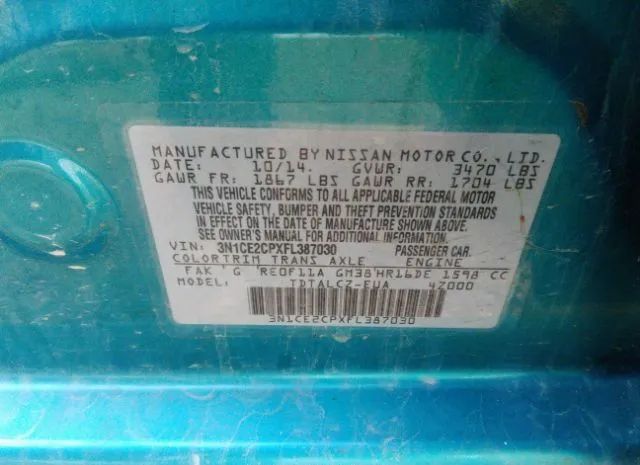 MANUFACTURED BY NISSAN MOTOR CO., LTD.
DATE: 10/14. GVWR: 3470 LBS
GAWR FR: 1867 LBS GAWR RR: 1704 LBS
THIS VEHICLE CONFORMS TO ALL APPLICABLE FEDERAL MOTOR
VEHICLE SAFETY, BUMPER AND THEFT PREVENTION STANDARDS
IN EFFECT ON THE DATE OF MANUFACTURE SHOWN ABOVE.
SEE OWNER'S MANUAL FOR ADDITIONAL INFORMATION.
VIN: 3N1CE2CPXFL387030 PASSENGER CAR.
COLOR TRIM TRANS AXLE ENGINE
FAK G RE0F11A GM38 HR16DE 1598 CC
MODEL: TDTALCZ-EUA 4Z000
3N1CE2CPXFL387030